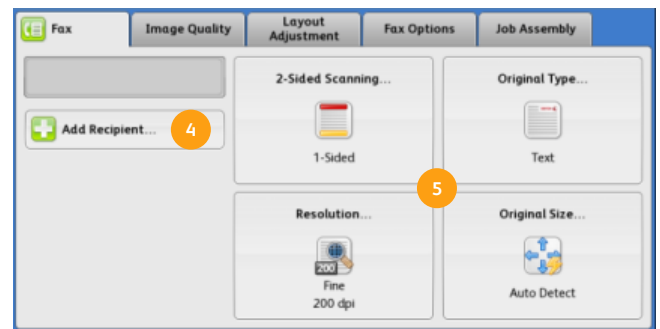 Fax
Image Quality
Layout
Adjustment
Fax Options
Job Assembly
Add Recipient...
4
2-Sided Scanning...
1-Sided
Original Type...
Text
5
Resolution...
200
Fine
200 dpi
Original Size...
Auto Detect